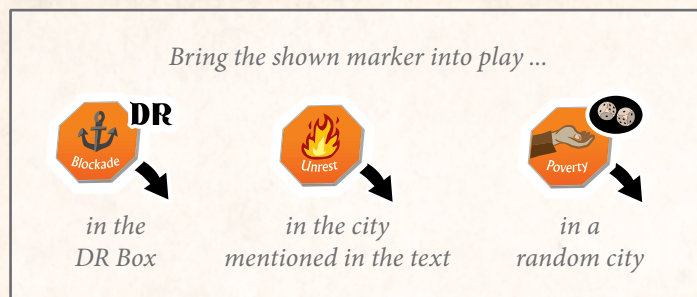 Bring the shown marker into play ...
DR
Blockade
Unrest
Poverty
in the
DR Box
in the city
mentioned in the text
in a
random city